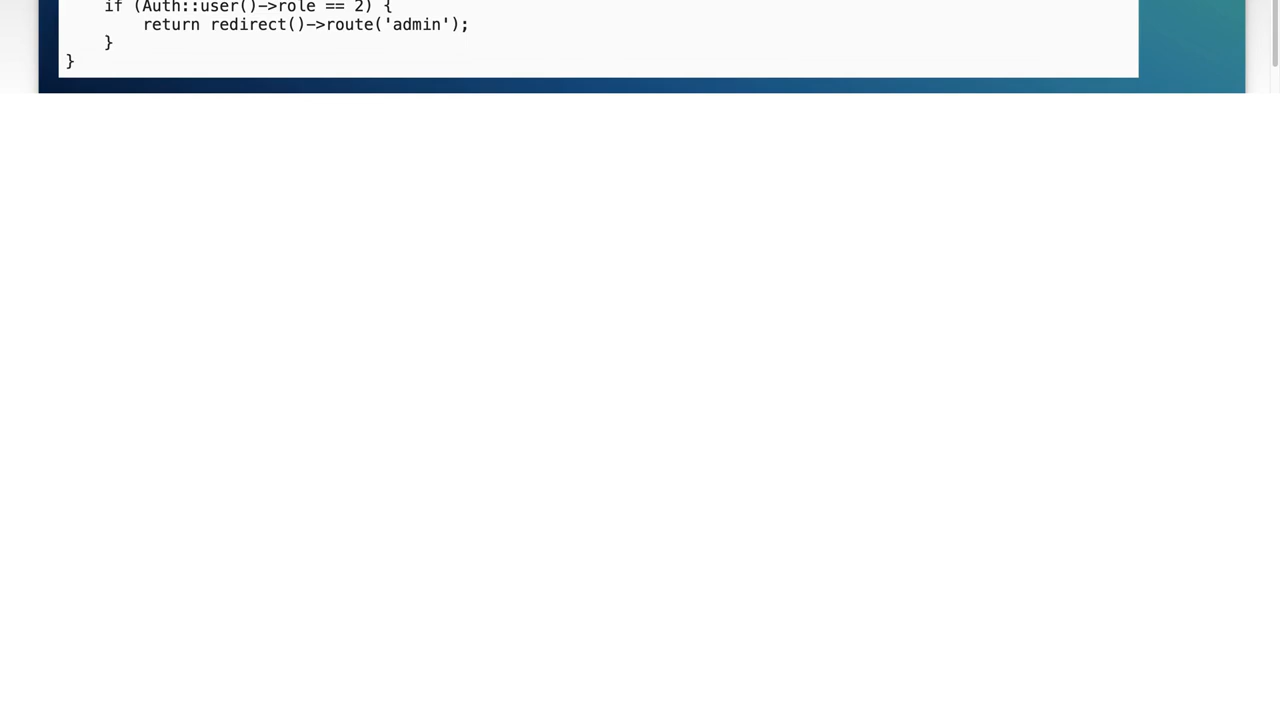 if (Auth::user()->role == 2) {
return redirect()->route('admin');
}
}